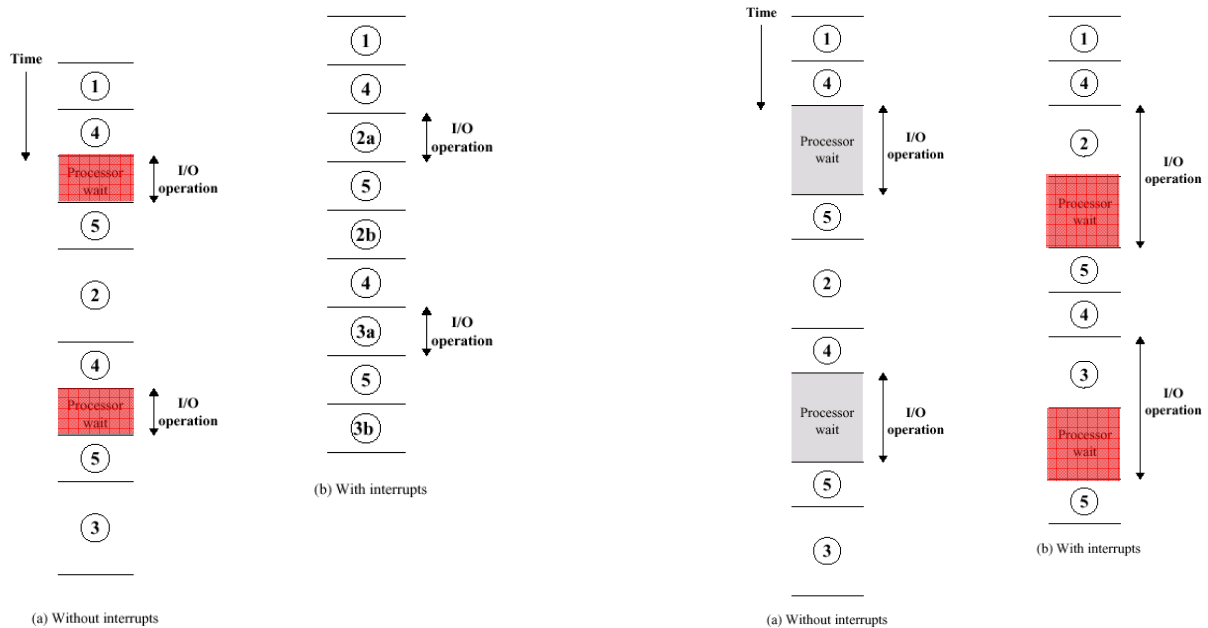 Time
1
4
Processor
wait
I/O
operation
5
2
4
Processor
wait
I/O
operation
5
3
(a) Without interrupts
1
4
2a
I/O
operation
5
2b
4
3a
I/O
operation
5
3b
(b) With interrupts
Time
1
4
Processor
wait
I/O
operation
5
2
4
Processor
wait
I/O
operation
5
3
(a) Without interrupts
1
4
2
I/O
operation
Processor
wait
5
4
3
I/O
operation
Processor
wait
5
(b) With interrupts